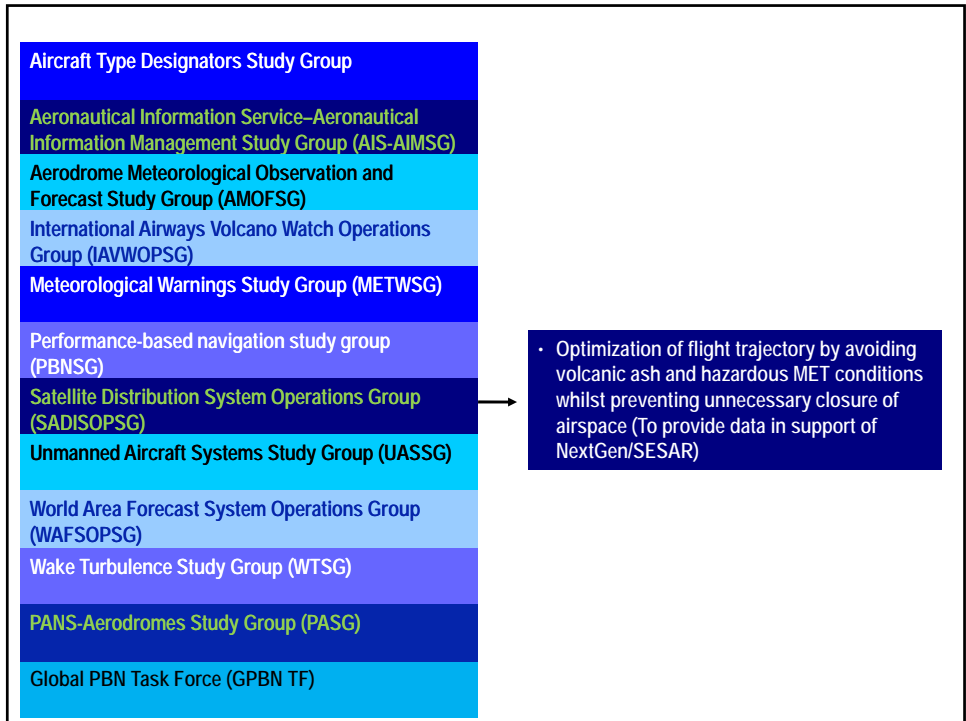 Aircraft Type Designators Study Group
Aeronautical Information Service–Aeronautical
Information Management Study Group (AIS-AIMSG)
Aerodrome Meteorological Observation and
Forecast Study Group (AMOFSG)
International Airways Volcano Watch Operations
Group (IAVWOPSG)
Meteorological Warnings Study Group (METWSG)
Performance-based navigation study group
(PBNSG)
Satellite Distribution System Operations Group
(SADISOPSG)
Unmanned Aircraft Systems Study Group (UASSG)
World Area Forecast System Operations Group
(WAFSOPSG)
Wake Turbulence Study Group (WTSG)
PANS-Aerodromes Study Group (PASG)
Global PBN Task Force (GPBN TF)
• Optimization of flight trajectory by avoiding
volcanic ash and hazardous MET conditions
whilst preventing unnecessary closure of
airspace (To provide data in support of
NextGen/SESAR)